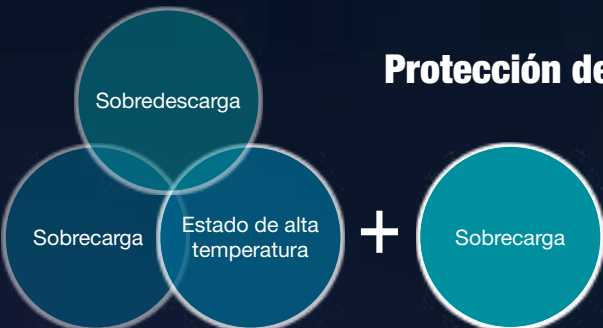 Protección de
Sobredescarga
Sobrecarga
Estado de alta
temperatura
+
Sobrecarga